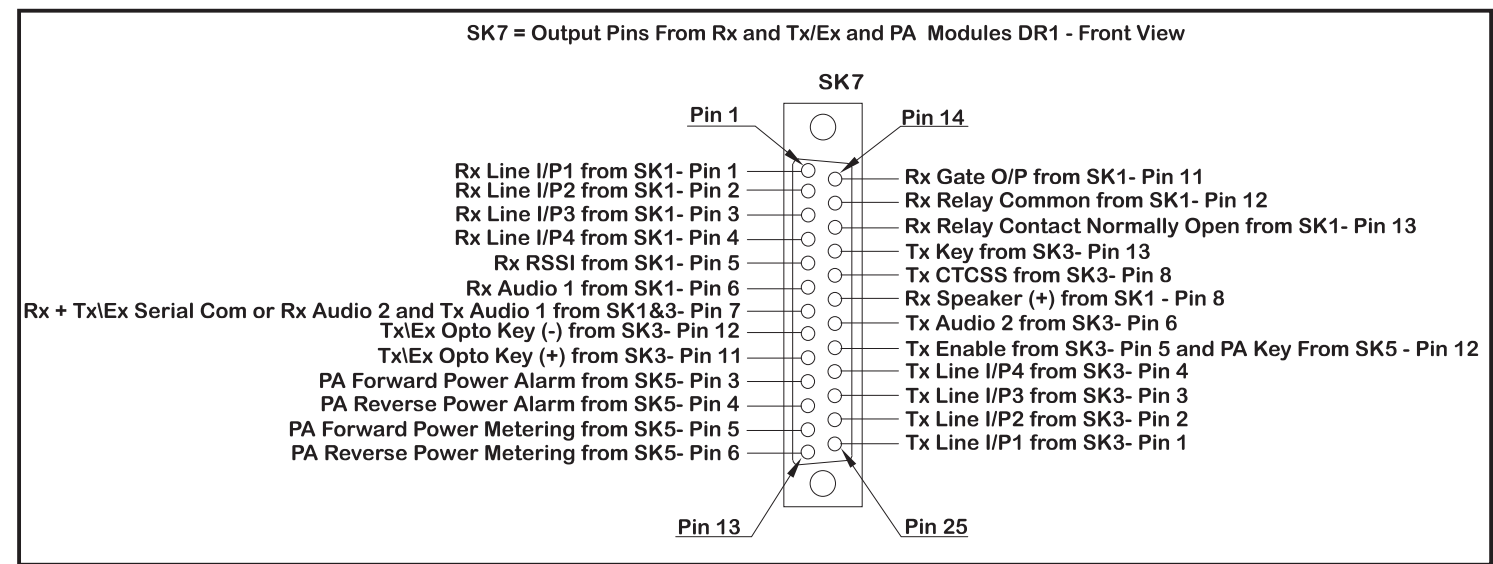 SK7 = Output Pins From Rx and Tx/Ex and PA Modules DR1 - Front View
SK7
Pin 1
Pin 14
Rx Line I/P1 from SK1- Pin 1
Rx Line I/P2 from SK1- Pin 2
Rx Line I/P3 from SK1- Pin 3
Rx Line I/P4 from SK1- Pin 4
Rx RSSI from SK1- Pin 5
Rx Audio 1 from SK1- Pin 6
Rx + Tx\Ex Serial Com or Rx Audio 2 and Tx Audio 1 from SK1&3- Pin 7
Tx\Ex Opto Key (-) from SK3- Pin 12
Tx\Ex Opto Key (+) from SK3- Pin 11
PA Forward Power Alarm from SK5- Pin 3
PA Reverse Power Alarm from SK5- Pin 4
PA Forward Power Metering from SK5- Pin 5
PA Reverse Power Metering from SK5- Pin 6
Rx Gate O/P from SK1- Pin 11
Rx Relay Common from SK1- Pin 12
Rx Relay Contact Normally Open from SK1- Pin 13
Tx Key from SK3- Pin 13
Tx CTCSS from SK3- Pin 8
Rx Speaker (+) from SK1 - Pin 8
Tx Audio 2 from SK3- Pin 6
Tx Enable from SK3- Pin 5 and PA Key From SK5 - Pin 12
Tx Line I/P4 from SK3- Pin 4
Tx Line I/P3 from SK3- Pin 3
Tx Line I/P2 from SK3- Pin 2
Tx Line I/P1 from SK3- Pin 1
Pin 13
Pin 25